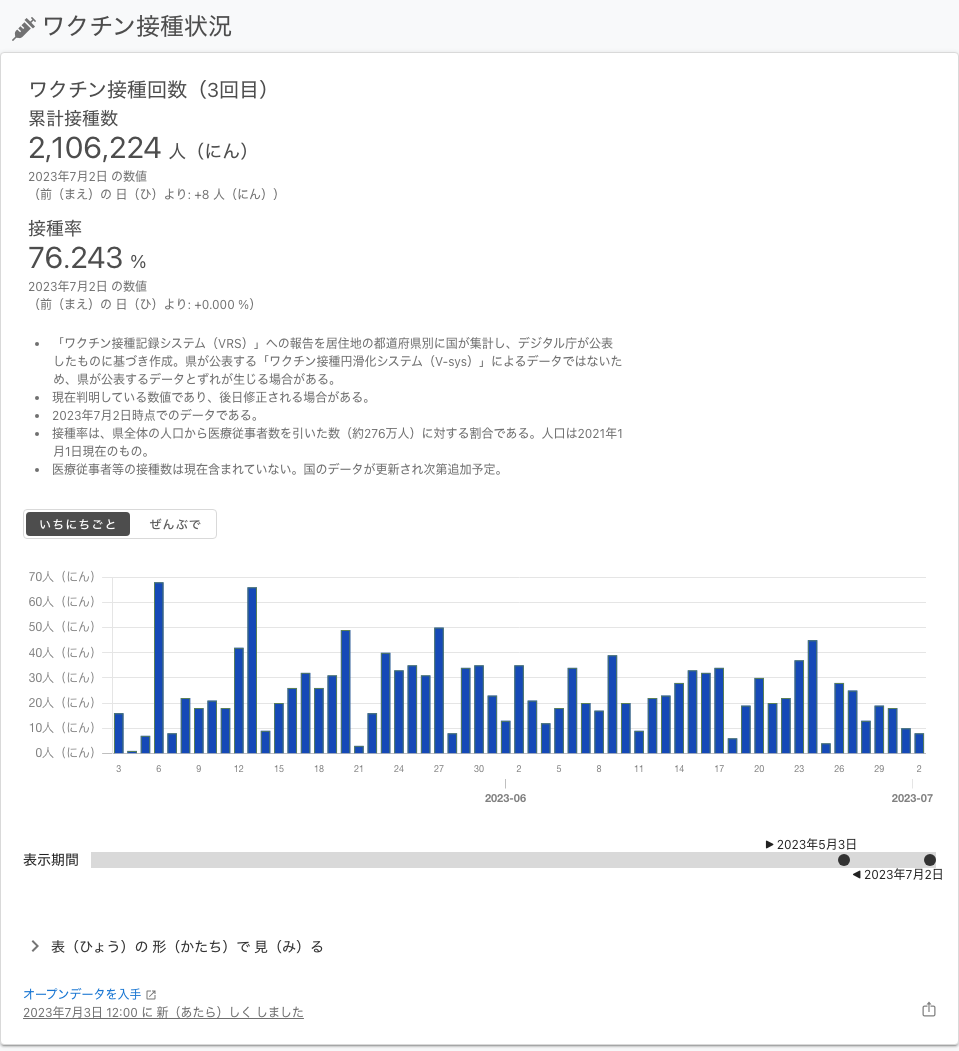 ワクチン接種状況
ワクチン接種回数（3回目）
累計接種数
2,106,224 人（にん）
2023年7月2日 の数値
（前（まえ）の 日（ひ）より: +8 人（にん））
接種率
76.243 %
2023年7月2日 の数値
（前（まえ）の 日（ひ）より: +0.000 %）
• 「ワクチン接種記録システム（VRS）」への報告を居住地の都道府県別に国が集計し、デジタル庁が公表
したものに基づき作成。県が公表する「ワクチン接種円滑化システム（V-sys）」によるデータではないた
め、県が公表するデータとずれが生じる場合がある。
• 現在判明している数値であり、後日修正される場合がある。
• 2023年7月2日時点でのデータである。
• 接種率は、県全体の人口から医療従事者数を引いた数（約276万人）に対する割合である。人口は2021年1
月1日現在のもの。
• 医療従事者等の接種数は現在含まれていない。国のデータが更新され次第追加予定。
いちにちごと ぜんぶで
70人（にん）
60人（にん）
50人（にん）
40人（にん）
30人（にん）
20人（にん）
10人（にん）
0人（にん）
3 6 9 12 15 18 21 24 27 30 2 5 8 11 14 17 20 23 26 29 2
2023-06 2023-07
▶ 2023年5月3日
表示期間
◀ 2023年7月2日
表（ひょう）の 形（かたち）で 見（み）る
オープンデータを入手
2023年7月3日 12:00 に 新（あたら）しく しました